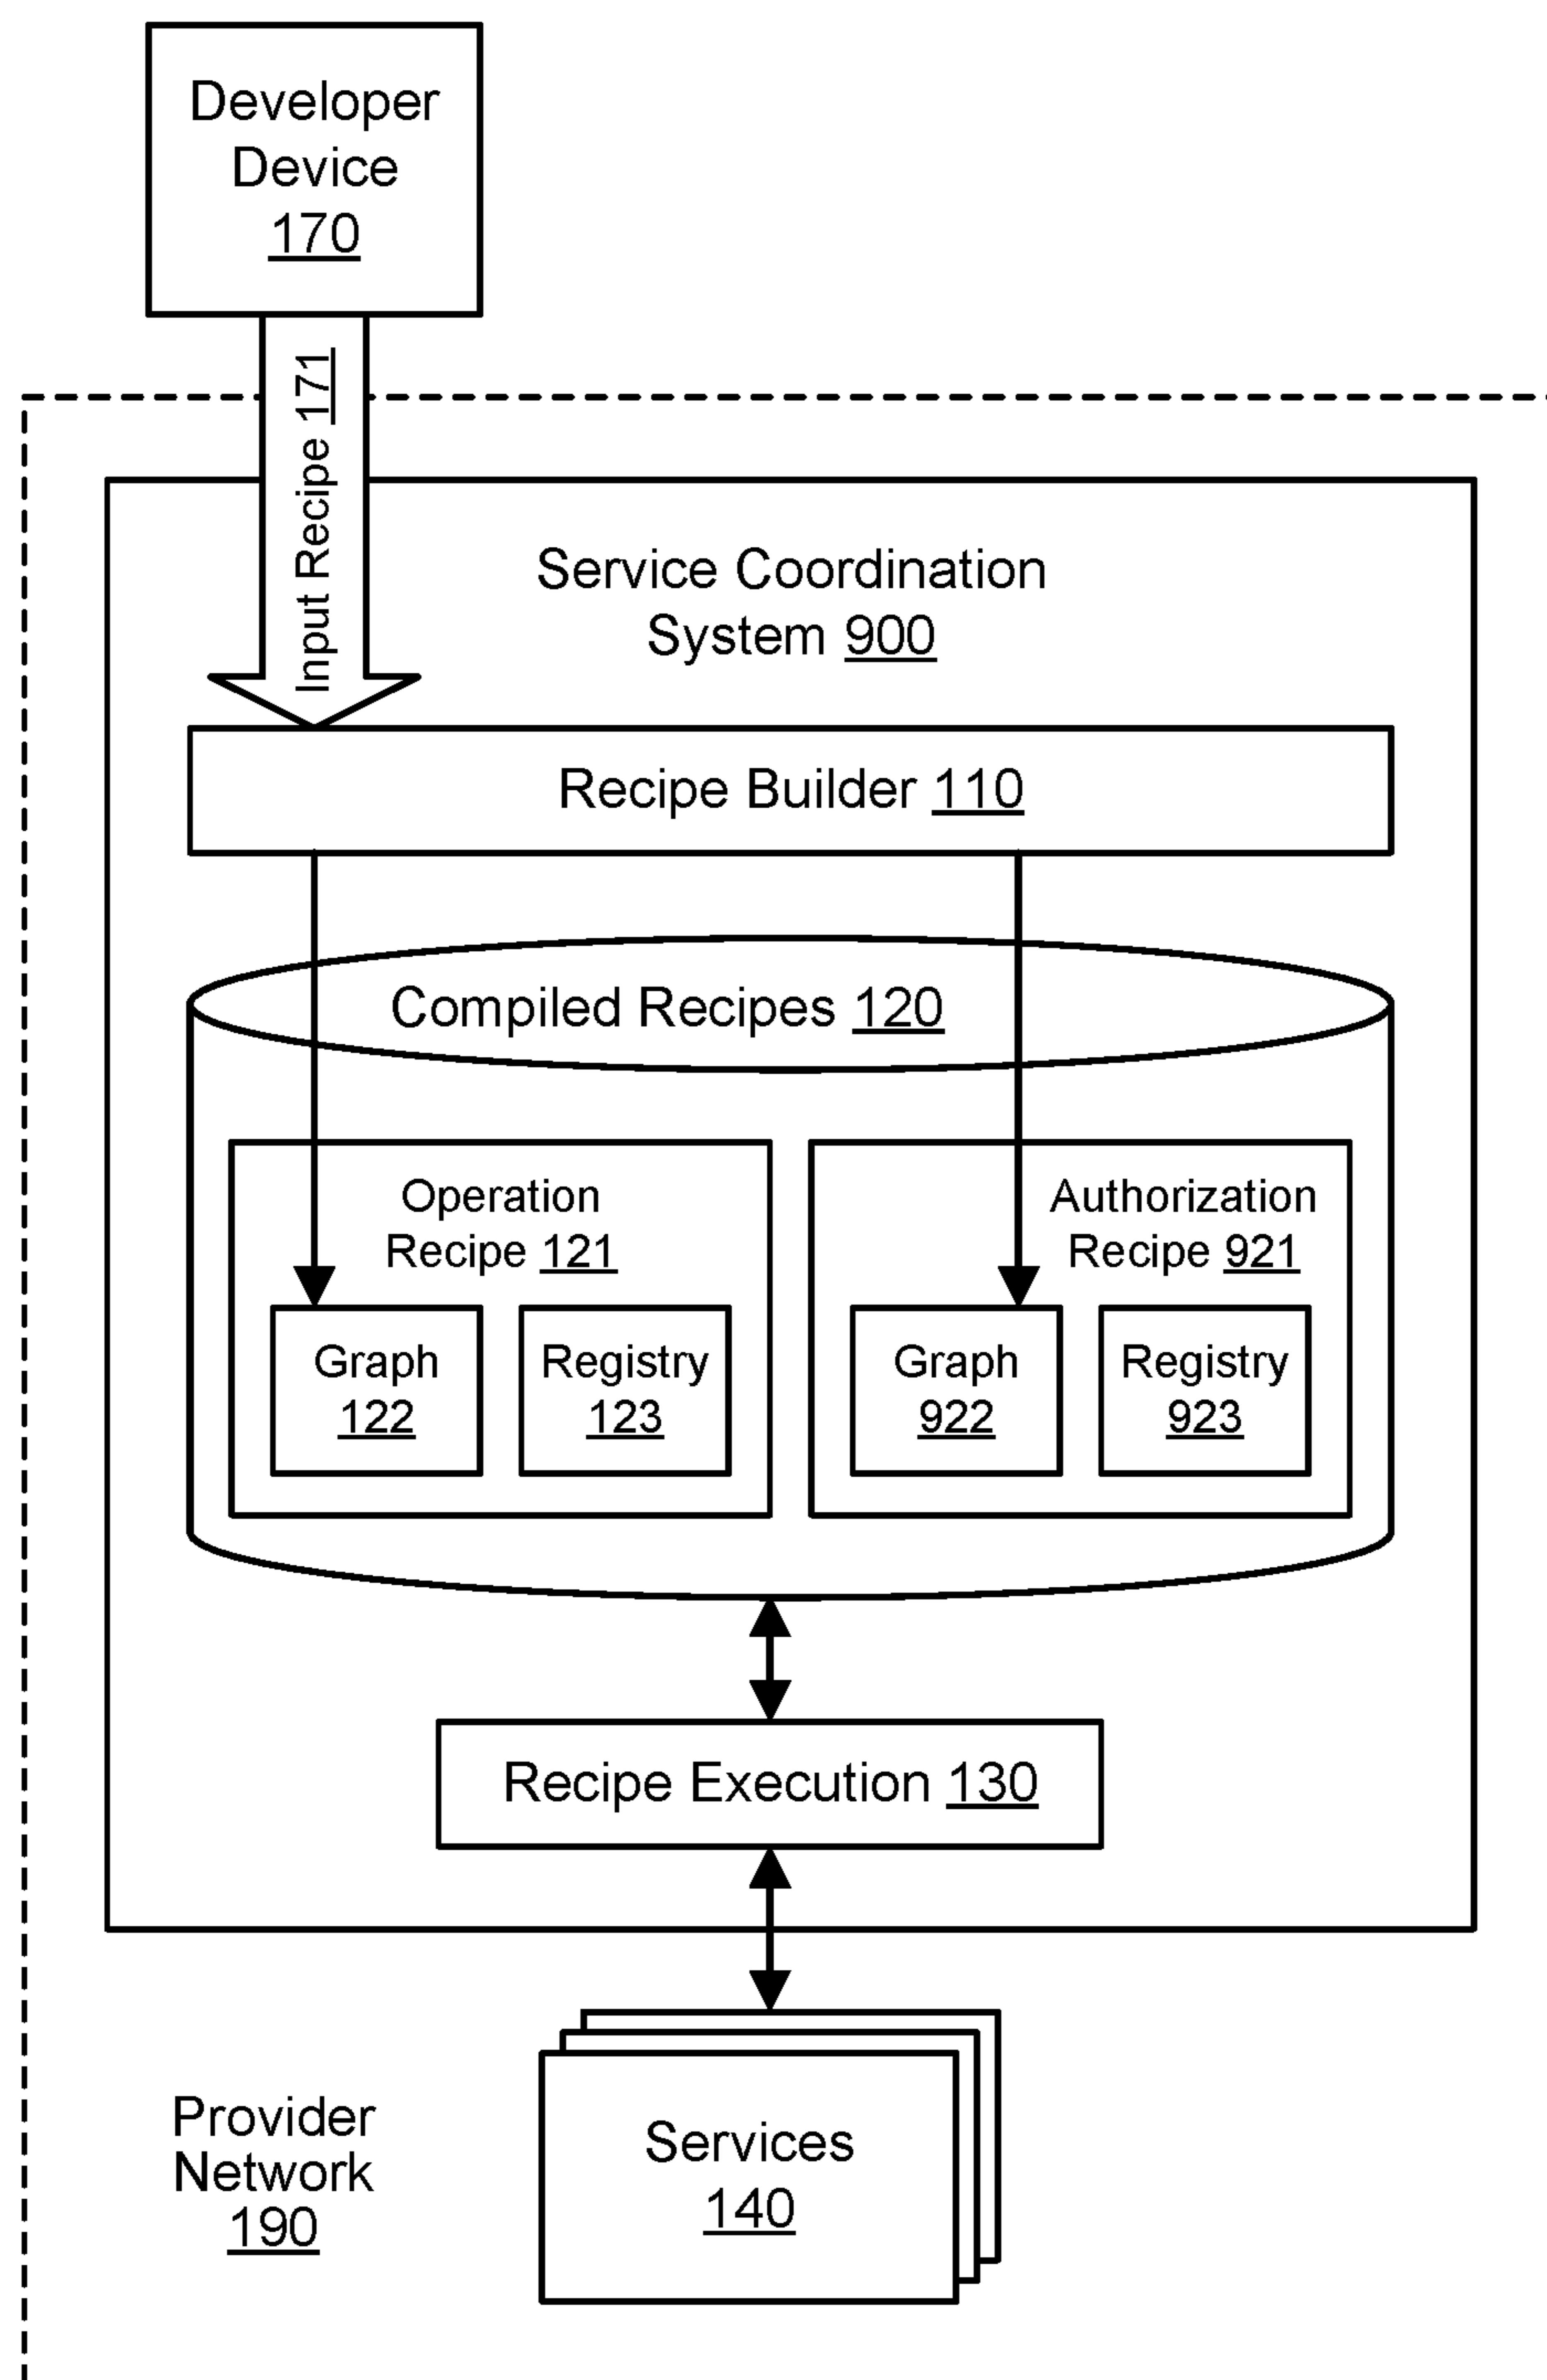 Developer
Device
170
Input Recipe 171
Service Coordination
System 900
Recipe Builder 110
Compiled Recipes 120
Operation
Recipe 121
Graph
122
Registry
123
Authorization
Recipe 921
Graph
922
Registry
923
Recipe Execution 130
Services
140
Provider
Network
190